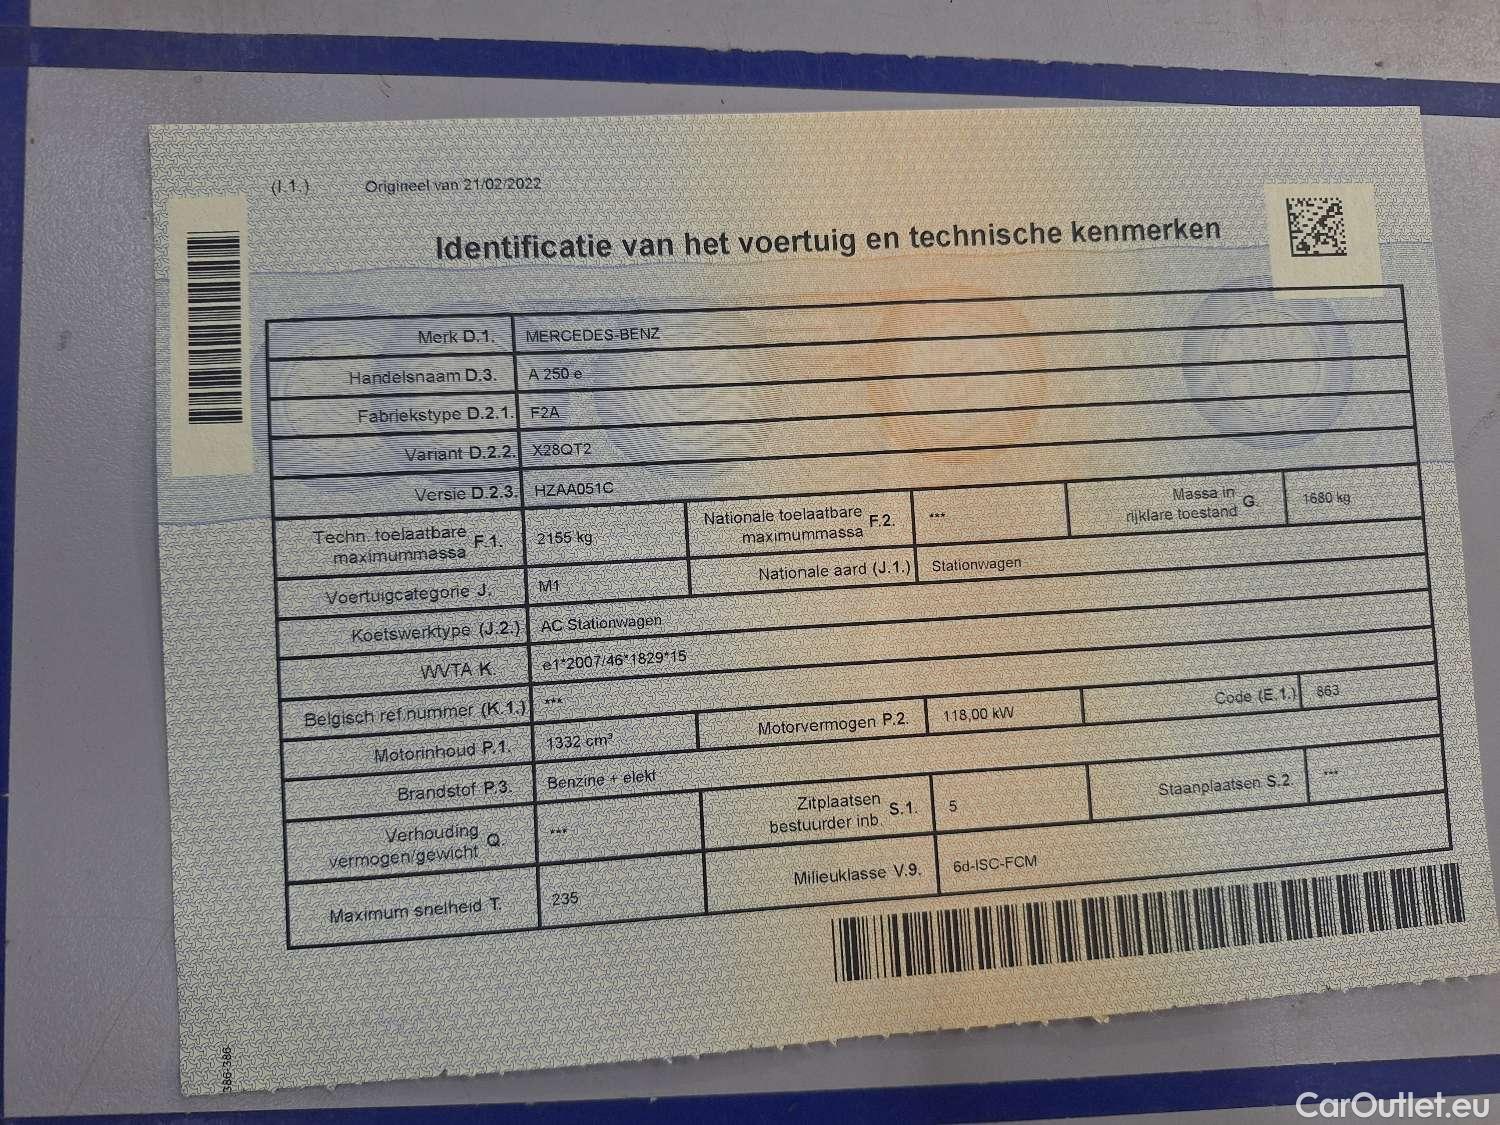 (I.1.) Origineel van 21/02/2022
Identificatie van het voertuig en technische kenmerken
Merk D.1. MERCEDES-BENZ
Handelsnaam D.3. A 250 e
Fabriekstype D.2.1. F2A
Variant D.2.2. X28QT2
Versie D.2.3. HZAA051C
Techn. toelaatbare
maximummassa F.1. 2155 kg
Nationale toelaatbare
maximummassa F.2. ***
Massa in
rijklare toestand G. 1680 kg
Voertuigcategorie J. M1
Nationale aard (J.1.) Stationwagen
Koetswerktype (J.2.) AC Stationwagen
WVTA K. e1*2007/46*1829*15
Belgisch ref.nummer (K.1.) ***
Motorinhoud P.1. 1332 cm³
Motorvermogen P.2. 118,00 kW
Code (E.1.) 863
Brandstof P.3. Benzine + elekt
Verhouding
vermogen/gewicht Q. ***
Zitplaatsen
bestuurder inb. S.1. 5
Staanplaatsen S.2. ***
Maximum snelheid T. 235
Milieuklasse V.9. 6d-ISC-FCM
386-386
CarOutlet.eu